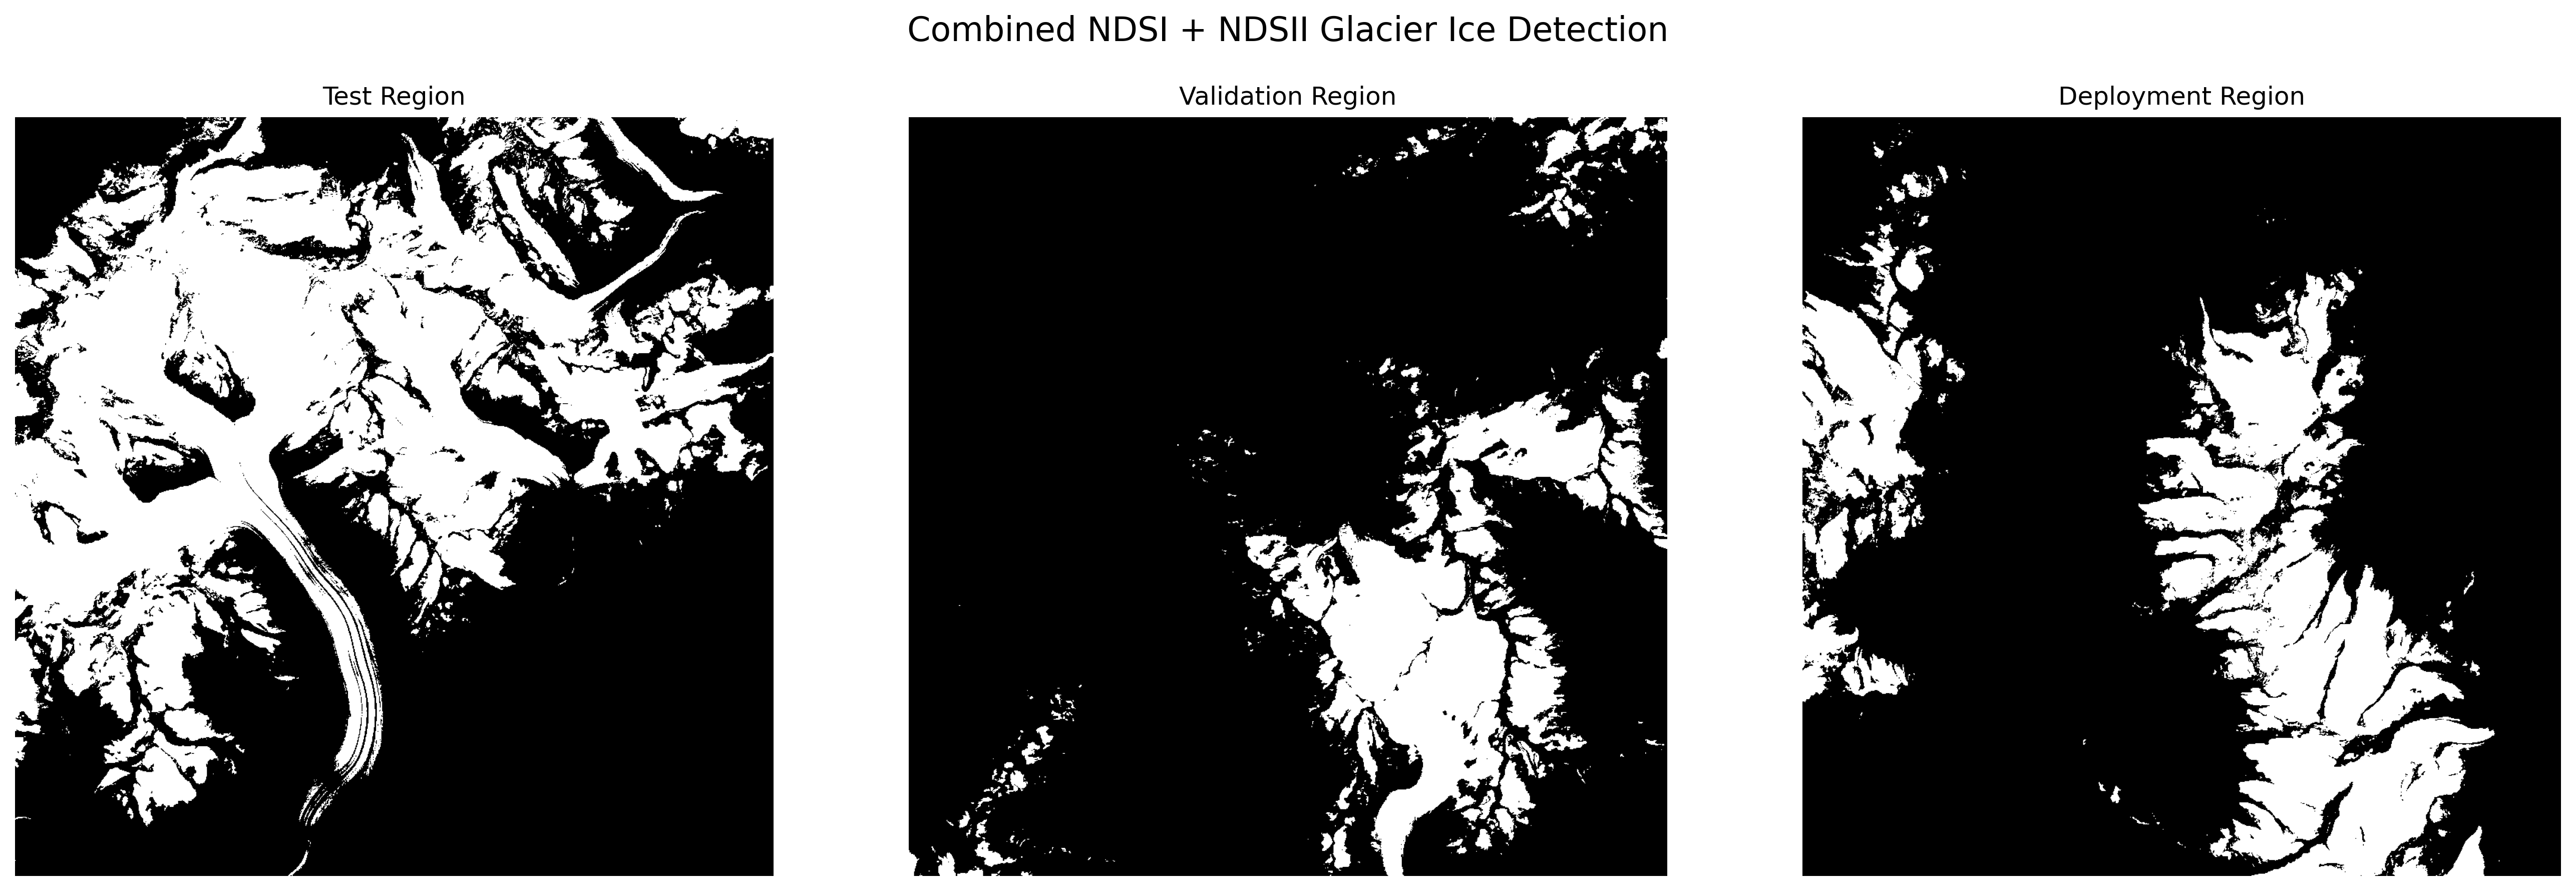 Combined NDSI + NDSII Glacier Ice Detection
Test Region
Validation Region
Deployment Region